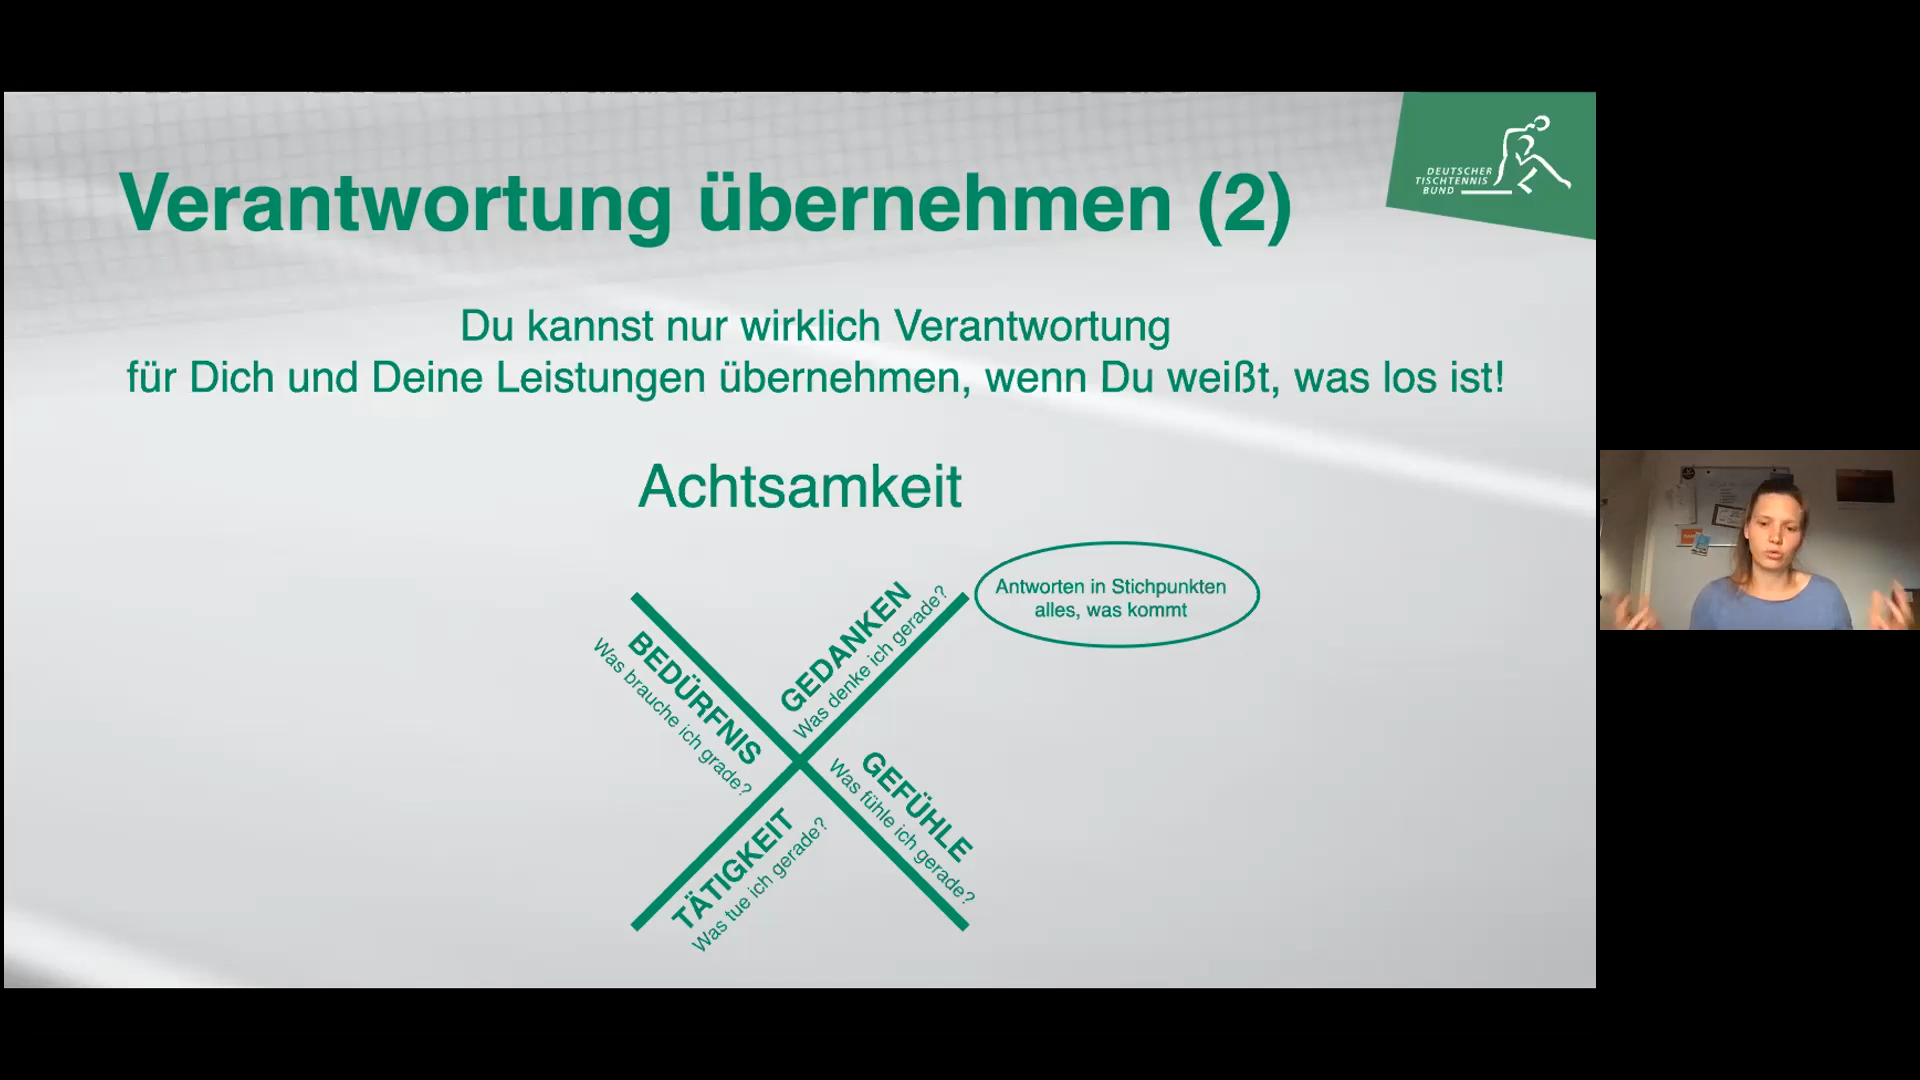 DEUTSCHER
TISCHTENNIS
BUND
Verantwortung übernehmen (2)
Du kannst nur wirklich Verantwortung
für Dich und Deine Leistungen übernehmen, wenn Du weißt, was los ist!
Achtsamkeit
Antworten in Stichpunkten
alles, was kommt
BEDÜRFNIS
Was brauche ich grade?
GEDANKEN
Was denke ich gerade?
GEFÜHLE
Was fühle ich gerade?
TÄTIGKEIT
Was tue ich gerade?